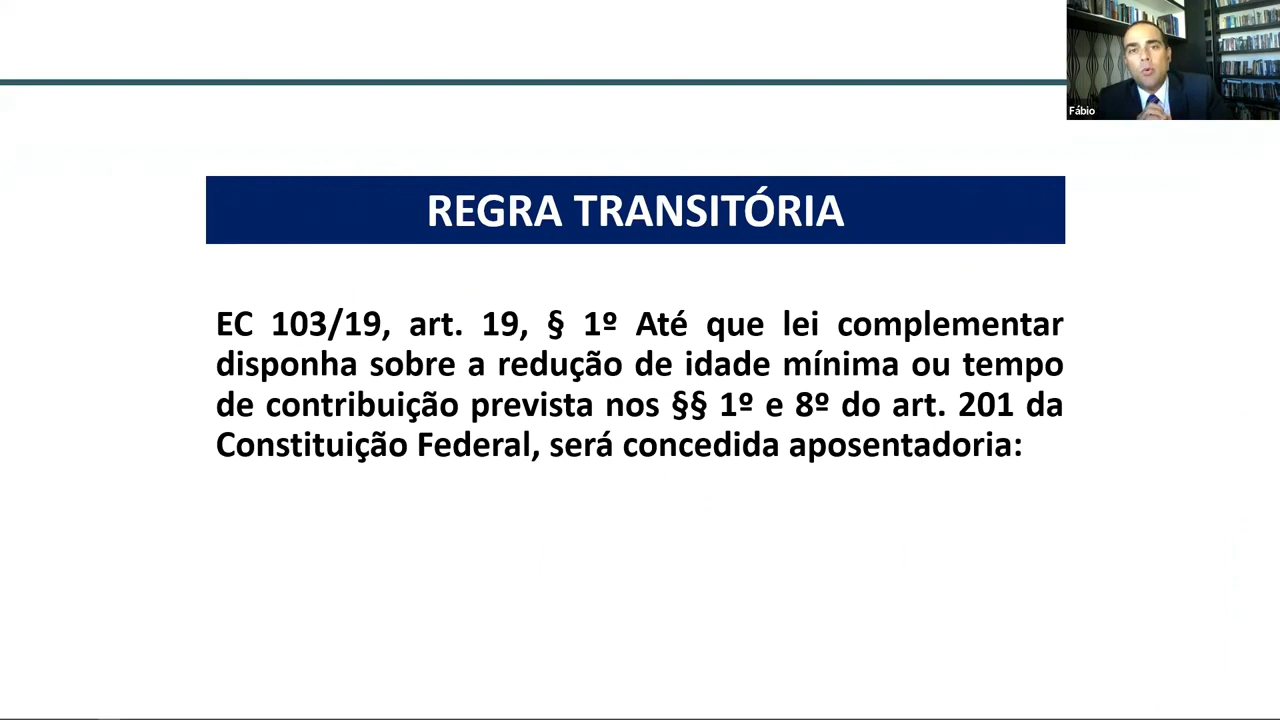 Fábio
REGRA TRANSITÓRIA
EC 103/19, art. 19, § 1º Até que lei complementar
disponha sobre a redução de idade mínima ou tempo
de contribuição prevista nos §§ 1º e 8º do art. 201 da
Constituição Federal, será concedida aposentadoria: